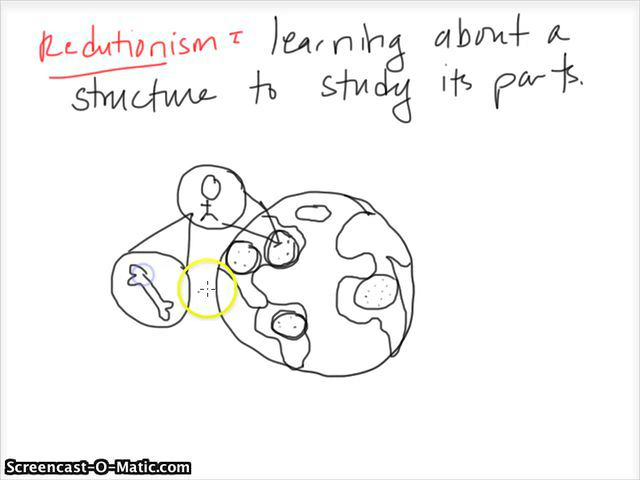 Redutionism = learning about a
structure to study its parts.
Screencast-O-Matic.com